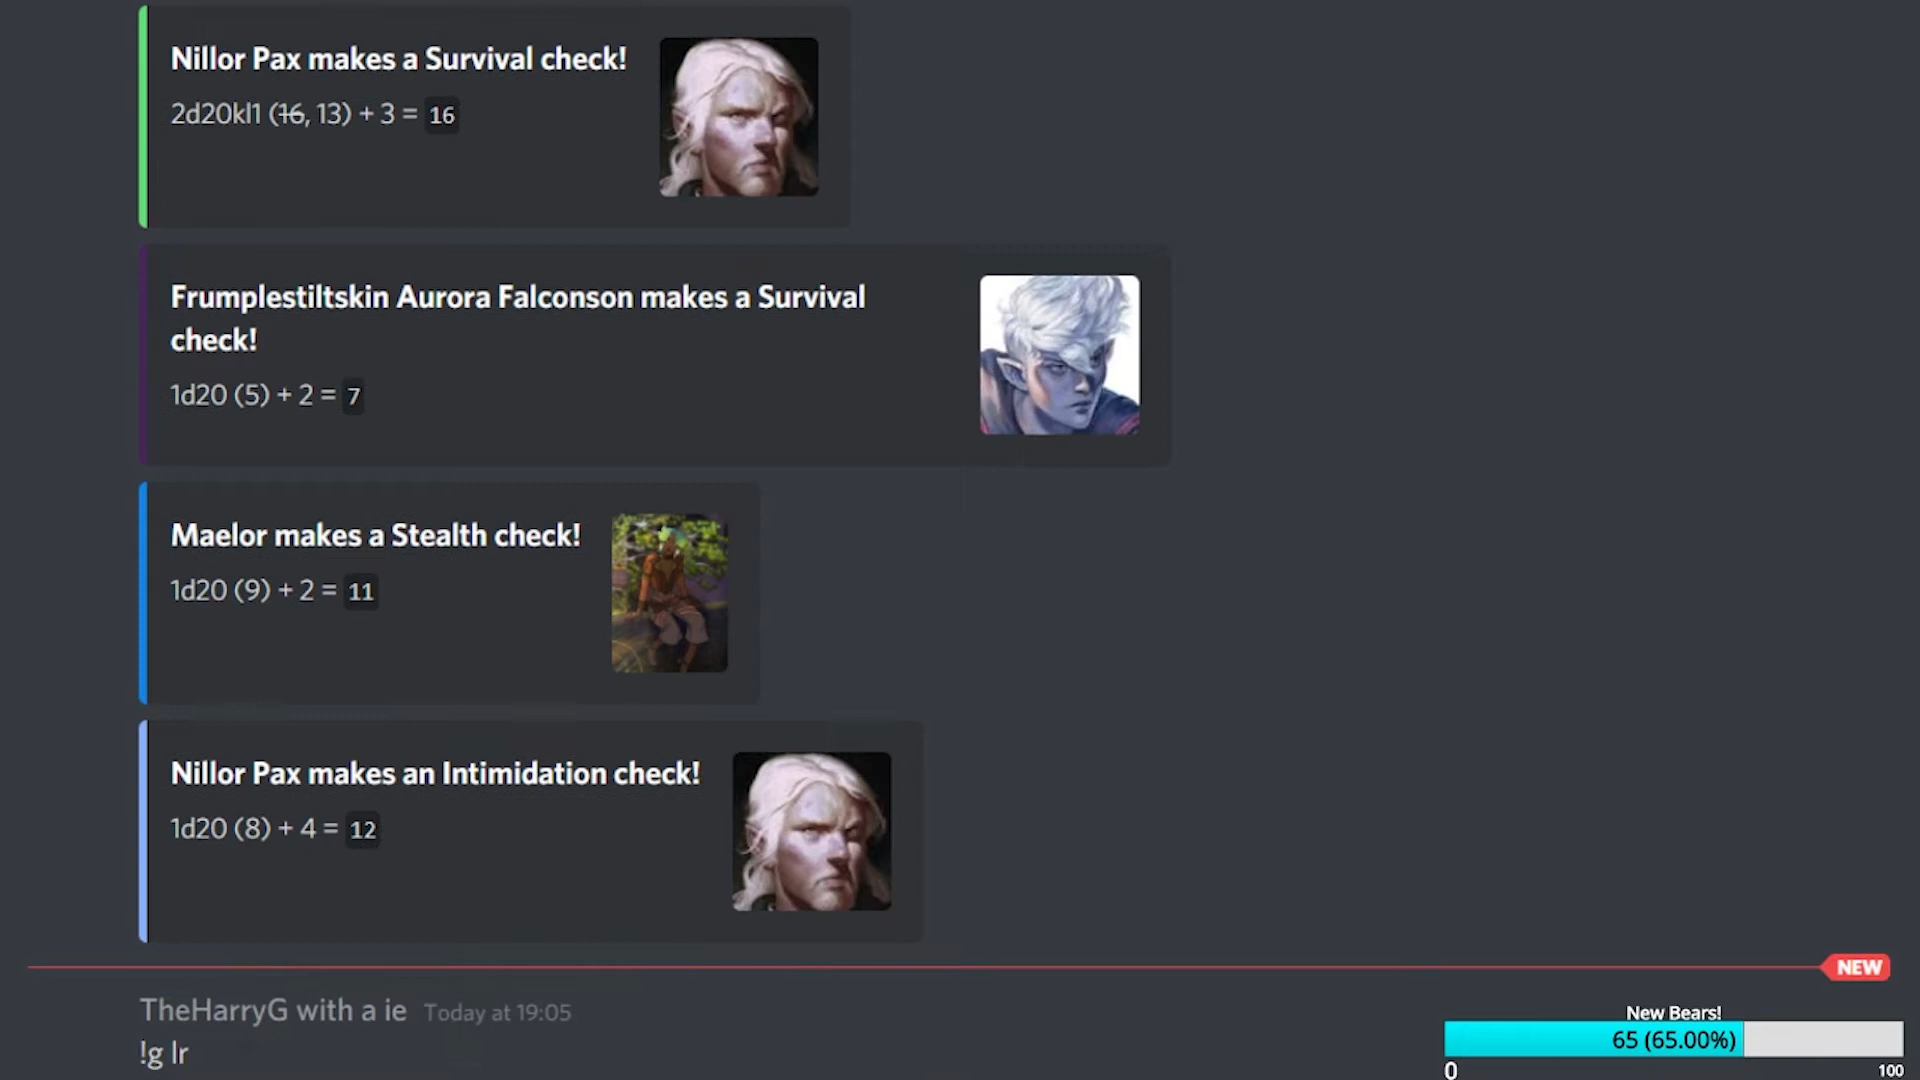 Nillor Pax makes a Survival check!
2d20kl1 (16, 13) + 3 = 16
Frumplestiltskin Aurora Falconson makes a Survival
check!
1d20 (5) + 2 = 7
Maelor makes a Stealth check!
1d20 (9) + 2 = 11
Nillor Pax makes an Intimidation check!
1d20 (8) + 4 = 12
NEW
TheHarryG with a ie Today at 19:05
!g lr
New Bears!
65 (65.00%)
0 100